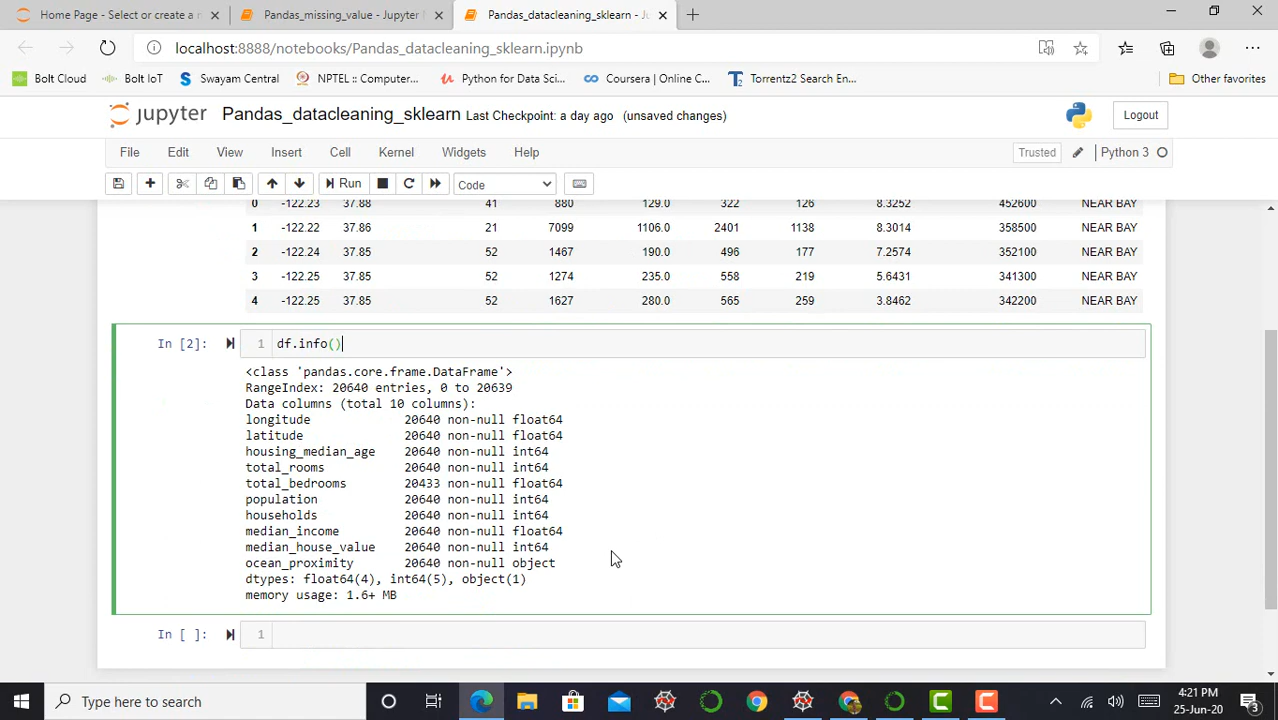 Home Page - Select or create a n
Pandas_missing_value - Jupyter N
Pandas_datacleaning_sklearn - Ju
localhost:8888/notebooks/Pandas_datacleaning_sklearn.ipynb
Bolt Cloud
Bolt IoT
Swayam Central
NPTEL :: Computer...
Python for Data Sci...
Coursera | Online C...
Torrentz2 Search En...
Other favorites
jupyter Pandas_datacleaning_sklearn Last Checkpoint: a day ago (unsaved changes)
Logout
File Edit View Insert Cell Kernel Widgets Help
Trusted
Python 3
Run
Code
0 -122.23 37.88 41 880 129.0 322 126 8.3252 452600 NEAR BAY
1 -122.22 37.86 21 7099 1106.0 2401 1138 8.3014 358500 NEAR BAY
2 -122.24 37.85 52 1467 190.0 496 177 7.2574 352100 NEAR BAY
3 -122.25 37.85 52 1274 235.0 558 219 5.6431 341300 NEAR BAY
4 -122.25 37.85 52 1627 280.0 565 259 3.8462 342200 NEAR BAY
In [2]: 1 df.info()
<class 'pandas.core.frame.DataFrame'>
RangeIndex: 20640 entries, 0 to 20639
Data columns (total 10 columns):
longitude 20640 non-null float64
latitude 20640 non-null float64
housing_median_age 20640 non-null int64
total_rooms 20640 non-null int64
total_bedrooms 20433 non-null float64
population 20640 non-null int64
households 20640 non-null int64
median_income 20640 non-null float64
median_house_value 20640 non-null int64
ocean_proximity 20640 non-null object
dtypes: float64(4), int64(5), object(1)
memory usage: 1.6+ MB
In [ ]: 1
Type here to search
4:21 PM
25-Jun-20
3